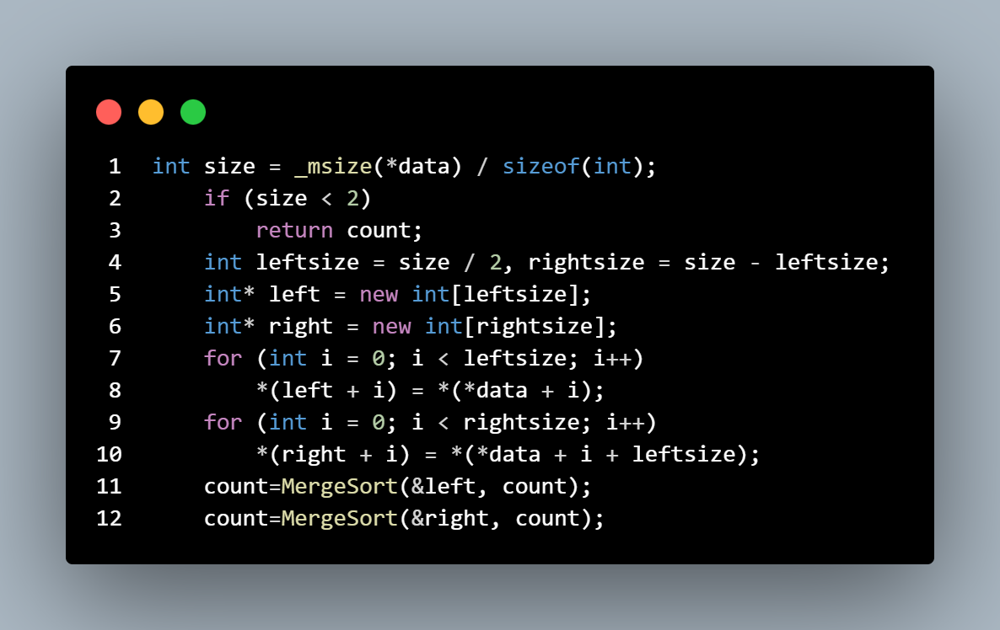 1 int size = _msize(*data) / sizeof(int);
2     if (size < 2)
3         return count;
4     int leftsize = size / 2, rightsize = size - leftsize;
5     int* left = new int[leftsize];
6     int* right = new int[rightsize];
7     for (int i = 0; i < leftsize; i++)
8         *(left + i) = *(*data + i);
9     for (int i = 0; i < rightsize; i++)
10         *(right + i) = *(*data + i + leftsize);
11     count=MergeSort(&left, count);
12     count=MergeSort(&right, count);